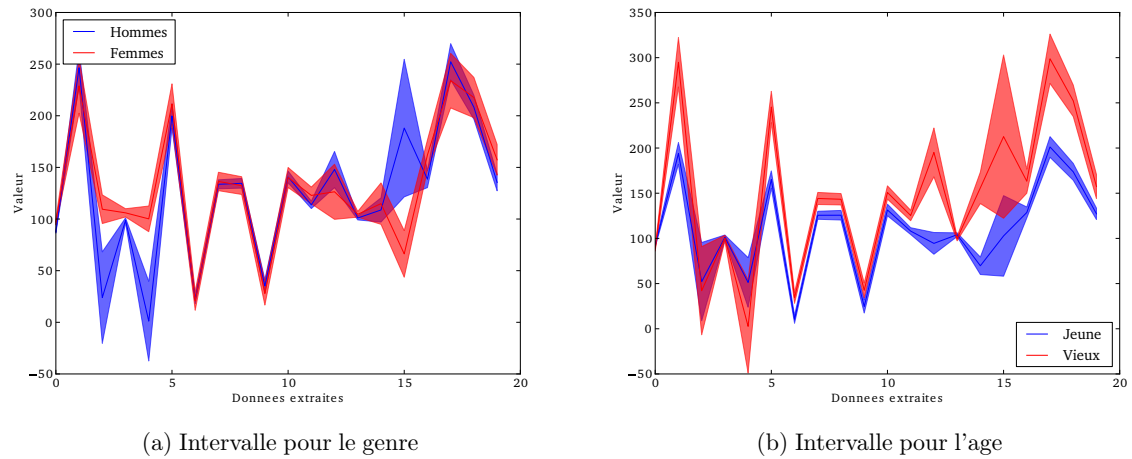 300
250
200
150
100
50
0
−50
Valeur
Hommes
Femmes
0 5 10 15 20
Donnees extraites
(a) Intervalle pour le genre
350
300
250
200
150
100
50
0
−50
Valeur
Jeune
Vieux
0 5 10 15 20
Donnees extraites
(b) Intervalle pour l'age